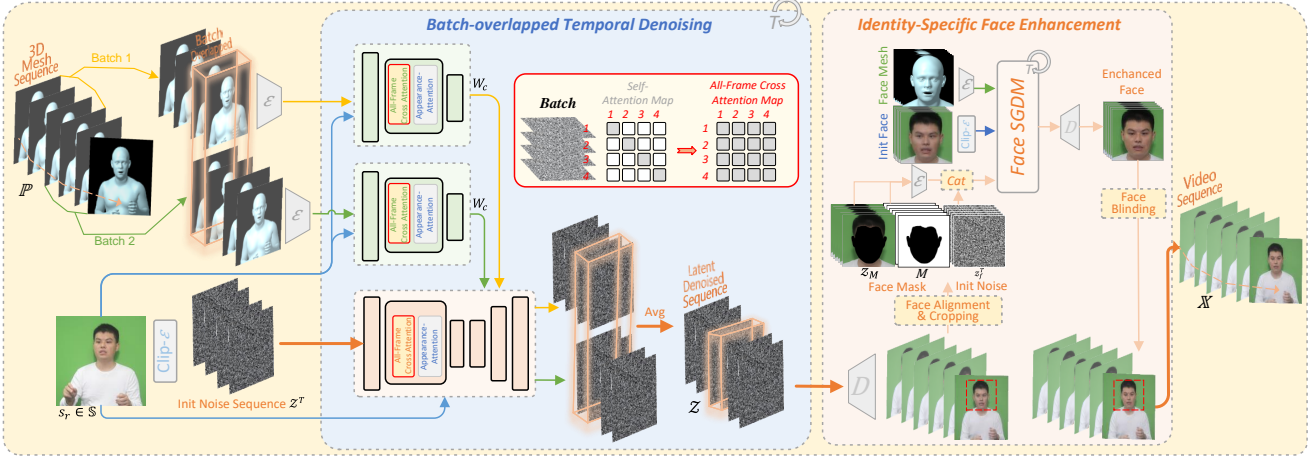 Batch-overlapped Temporal Denoising
T
Identity-Specific Face Enhancement
3D
Mesh
Sequence
Batch 1
Batch
Overlapped
ℰ
ℙ
Batch 2
ℰ
All-Frame
Cross Attention
Appearance-
Attention
W_c
All-Frame
Cross Attention
Appearance-
Attention
W_c
Batch
Self-
Attention Map
1 2 3 4
1
2
3
4
All-Frame Cross
Attention Map
1 2 3 4
1
2
3
4
s_r ∈ 𝕊
Clip-ℰ
Init Noise Sequence 𝒵^T
All-Frame
Cross Attention
Appearance-
Attention
Avg
Latent
Denoised
Sequence
𝒵
Init Face Face Mesh
ℰ
Clip-ℰ
Face SGDM
T
D
Enchanced
Face
ℰ
Cat
Face
Blinding
z_M
M
z_f^T
Face Mask
Init Noise
Face Alignment
& Cropping
D
Video
Sequence
𝕏